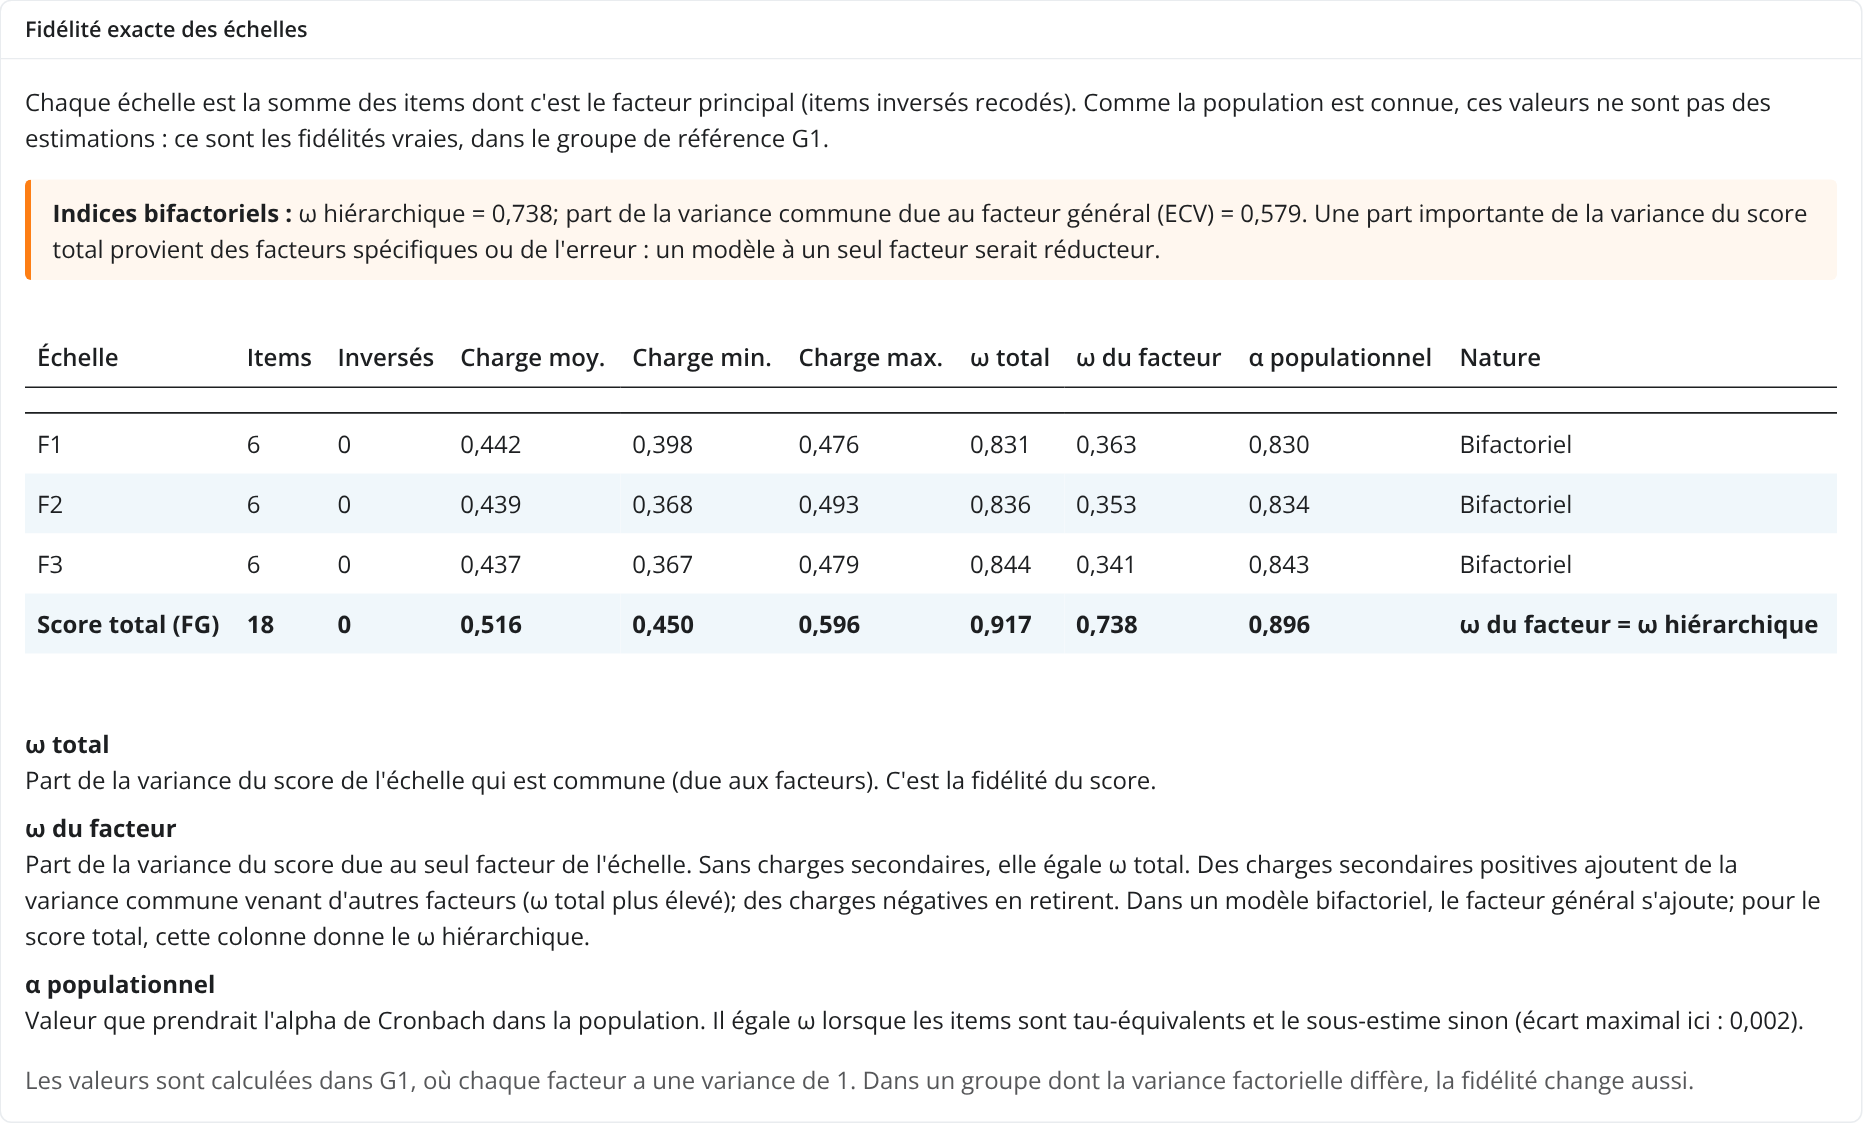 Fidélité exacte des échelles
Chaque échelle est la somme des items dont c'est le facteur principal (items inversés recodés). Comme la population est connue, ces valeurs ne sont pas des
estimations : ce sont les fidélités vraies, dans le groupe de référence G1.
Indices bifactoriels : ω hiérarchique = 0,738; part de la variance commune due au facteur général (ECV) = 0,579. Une part importante de la variance du score
total provient des facteurs spécifiques ou de l'erreur : un modèle à un seul facteur serait réducteur.
Échelle Items Inversés Charge moy. Charge min. Charge max. ω total ω du facteur α populationnel Nature
F1 6 0 0,442 0,398 0,476 0,831 0,363 0,830 Bifactoriel
F2 6 0 0,439 0,368 0,493 0,836 0,353 0,834 Bifactoriel
F3 6 0 0,437 0,367 0,479 0,844 0,341 0,843 Bifactoriel
Score total (FG) 18 0 0,516 0,450 0,596 0,917 0,738 0,896 ω du facteur = ω hiérarchique
ω total
Part de la variance du score de l'échelle qui est commune (due aux facteurs). C'est la fidélité du score.
ω du facteur
Part de la variance du score due au seul facteur de l'échelle. Sans charges secondaires, elle égale ω total. Des charges secondaires positives ajoutent de la
variance commune venant d'autres facteurs (ω total plus élevé); des charges négatives en retirent. Dans un modèle bifactoriel, le facteur général s'ajoute; pour le
score total, cette colonne donne le ω hiérarchique.
α populationnel
Valeur que prendrait l'alpha de Cronbach dans la population. Il égale ω lorsque les items sont tau-équivalents et le sous-estime sinon (écart maximal ici : 0,002).
Les valeurs sont calculées dans G1, où chaque facteur a une variance de 1. Dans un groupe dont la variance factorielle diffère, la fidélité change aussi.